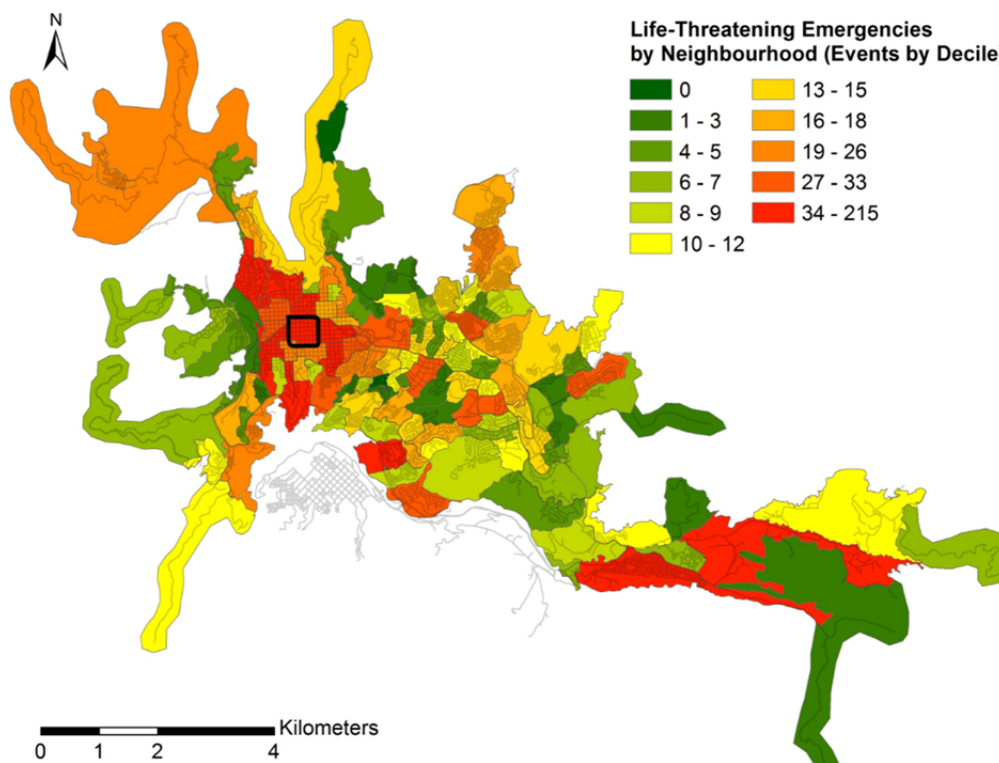 N
Life-Threatening Emergencies
by Neighbourhood (Events by Decile
0
13 - 15
1 - 3
16 - 18
4 - 5
19 - 26
6 - 7
27 - 33
8 - 9
34 - 215
10 - 12
Kilometers
0 1 2 4